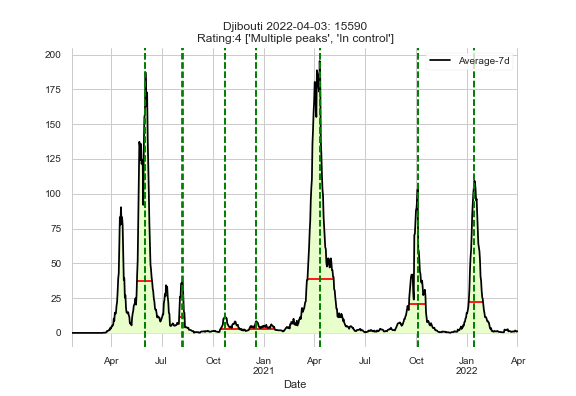 Djibouti 2022-04-03: 15590
Rating:4 ['Multiple peaks', 'In control']
Average-7d
200
175
150
125
100
75
50
25
0
Apr
Jul
Oct
Jan
2021
Apr
Jul
Oct
Jan
2022
Apr
Date